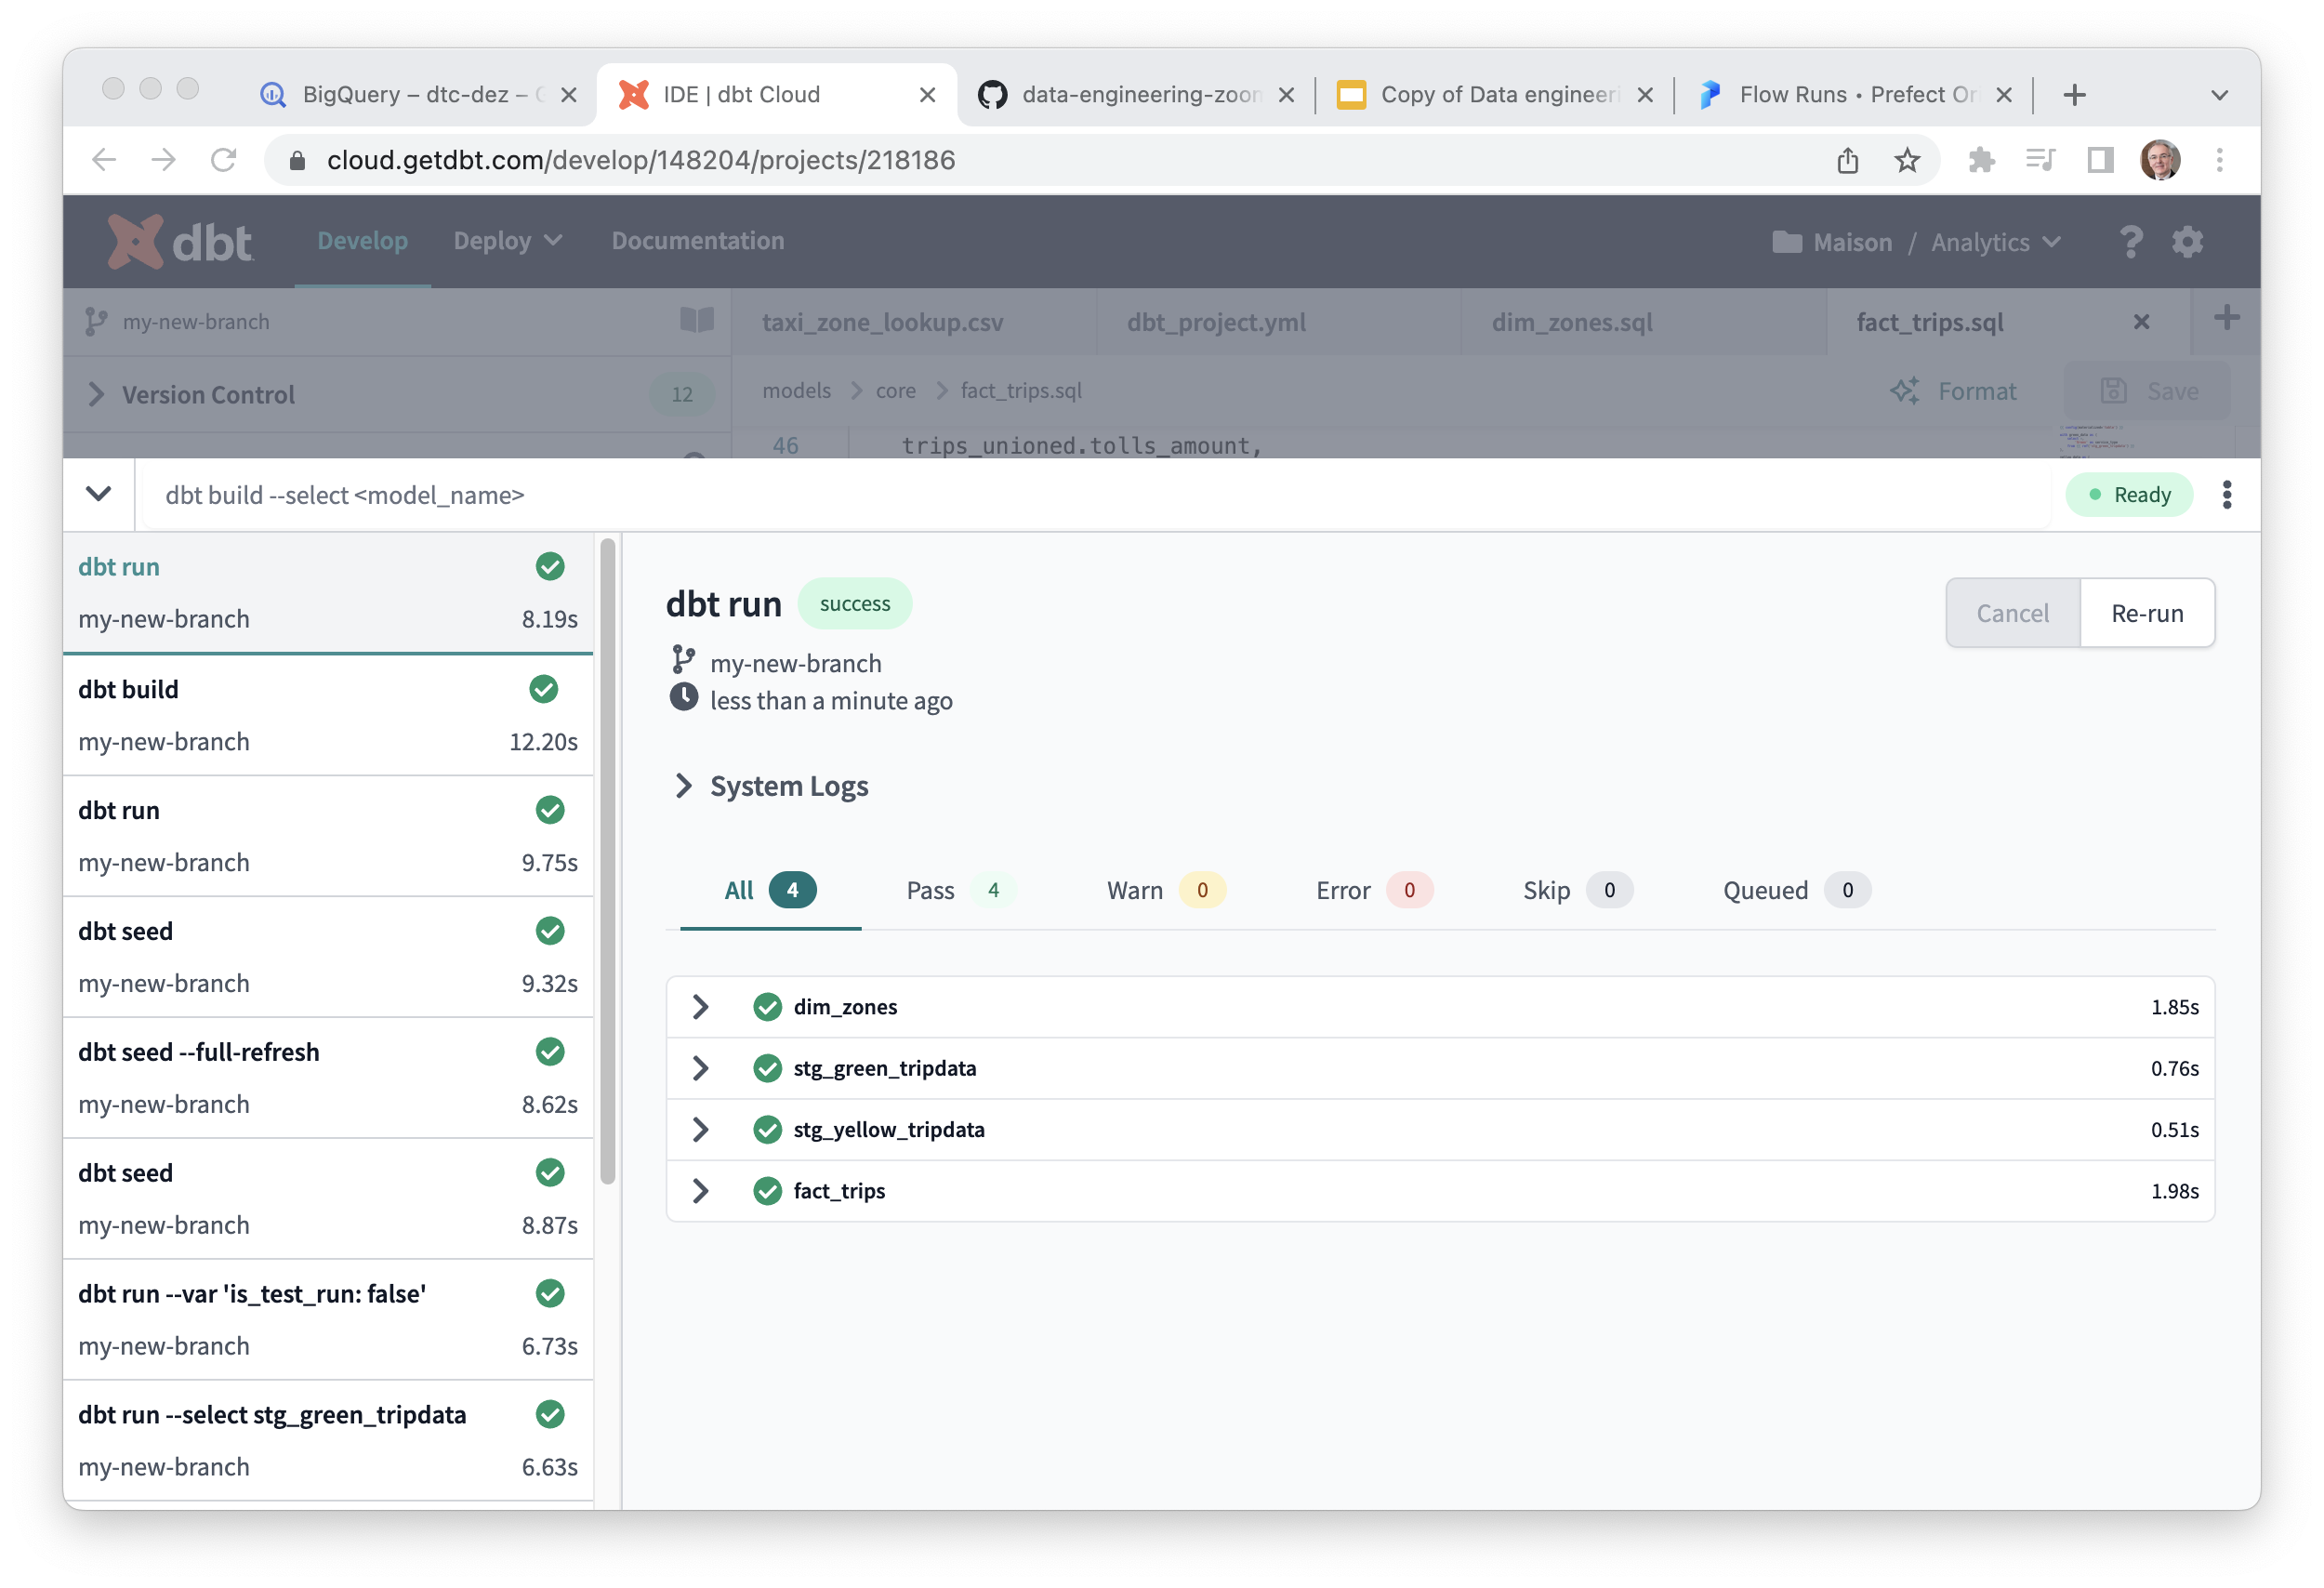 BigQuery – dtc-dez –
IDE | dbt Cloud
data-engineering-zoom
Copy of Data engineeri
Flow Runs • Prefect Or
cloud.getdbt.com/develop/148204/projects/218186
dbt
Develop
Deploy
Documentation
Maison / Analytics
my-new-branch
taxi_zone_lookup.csv
dbt_project.yml
dim_zones.sql
fact_trips.sql
Version Control
12
models
core
fact_trips.sql
Format
Save
46
trips_unioned.tolls_amount,
dbt build --select <model_name>
Ready
dbt run
my-new-branch
8.19s
dbt build
my-new-branch
12.20s
dbt run
my-new-branch
9.75s
dbt seed
my-new-branch
9.32s
dbt seed --full-refresh
my-new-branch
8.62s
dbt seed
my-new-branch
8.87s
dbt run --var 'is_test_run: false'
my-new-branch
6.73s
dbt run --select stg_green_tripdata
my-new-branch
6.63s
dbt run
success
Cancel
Re-run
my-new-branch
less than a minute ago
System Logs
All 4
Pass 4
Warn 0
Error 0
Skip 0
Queued 0
dim_zones
1.85s
stg_green_tripdata
0.76s
stg_yellow_tripdata
0.51s
fact_trips
1.98s